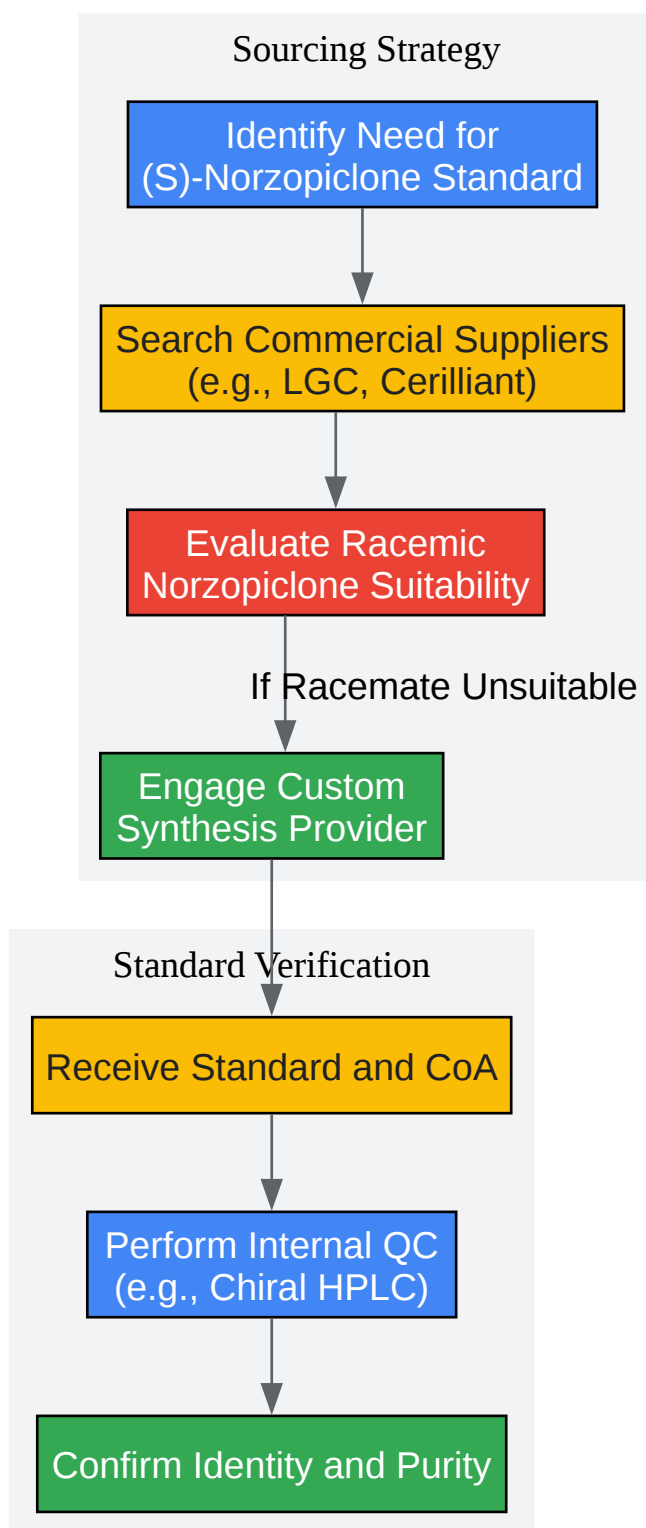 Sourcing Strategy
Identify Need for
(S)-Norzopiclone Standard
Search Commercial Suppliers
(e.g., LGC, Cerilliant)
Evaluate Racemic
Norzopiclone Suitability
If Racemate Unsuitable
Engage Custom
Synthesis Provider
Standard Verification
Receive Standard and CoA
Perform Internal QC
(e.g., Chiral HPLC)
Confirm Identity and Purity